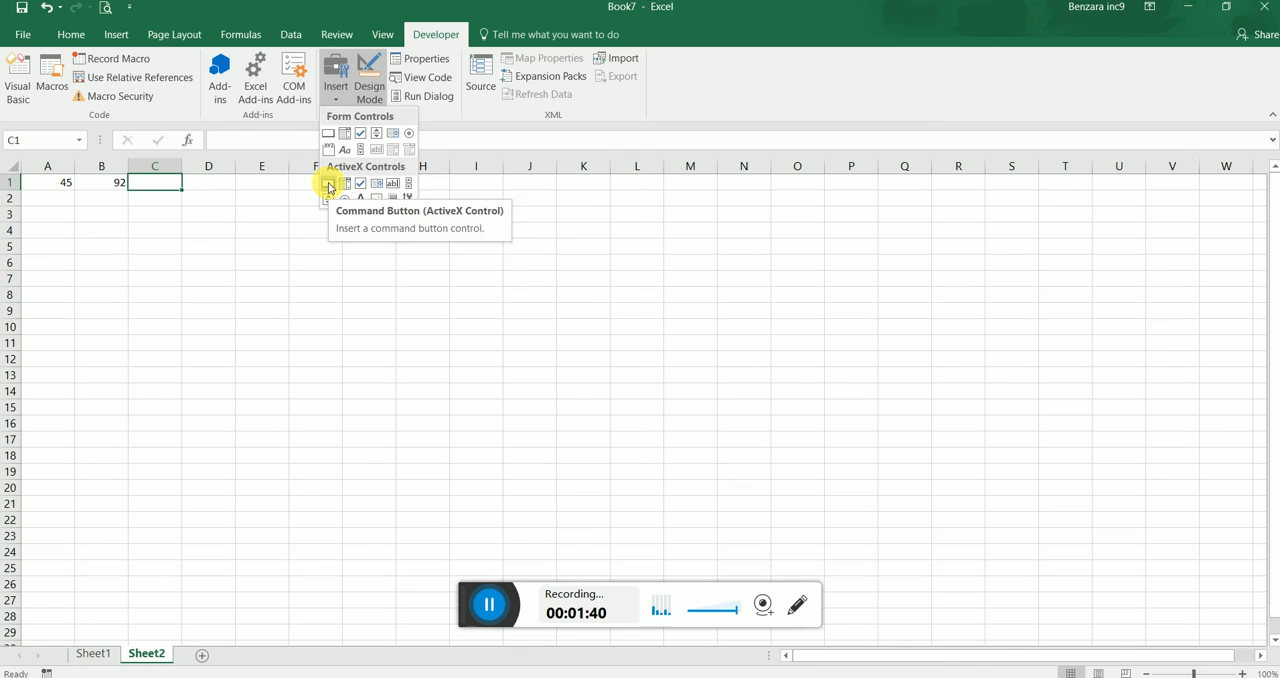 Book7 - Excel
Benzara inc9
File Home Insert Page Layout Formulas Data Review View Developer Tell me what you want to do Share
Visual Basic
Macros
Record Macro
Use Relative References
Macro Security
Code
Add-ins
Excel Add-ins
COM Add-ins
Add-ins
Insert
Design Mode
Properties
View Code
Run Dialog
Source
Map Properties
Expansion Packs
Refresh Data
Import
Export
XML
Form Controls
Aa
ab|
ActiveX Controls
ab|
A
Command Button (ActiveX Control)
Insert a command button control.
C1
fx
A B C D E F H I J K L M N O P Q R S T U V W
1 45 92
2
3
4
5
6
7
8
9
10
11
12
13
14
15
16
17
18
19
20
21
22
23
24
25
26
27
28
29
Recording...
00:01:40
Sheet1 Sheet2
Ready
100%